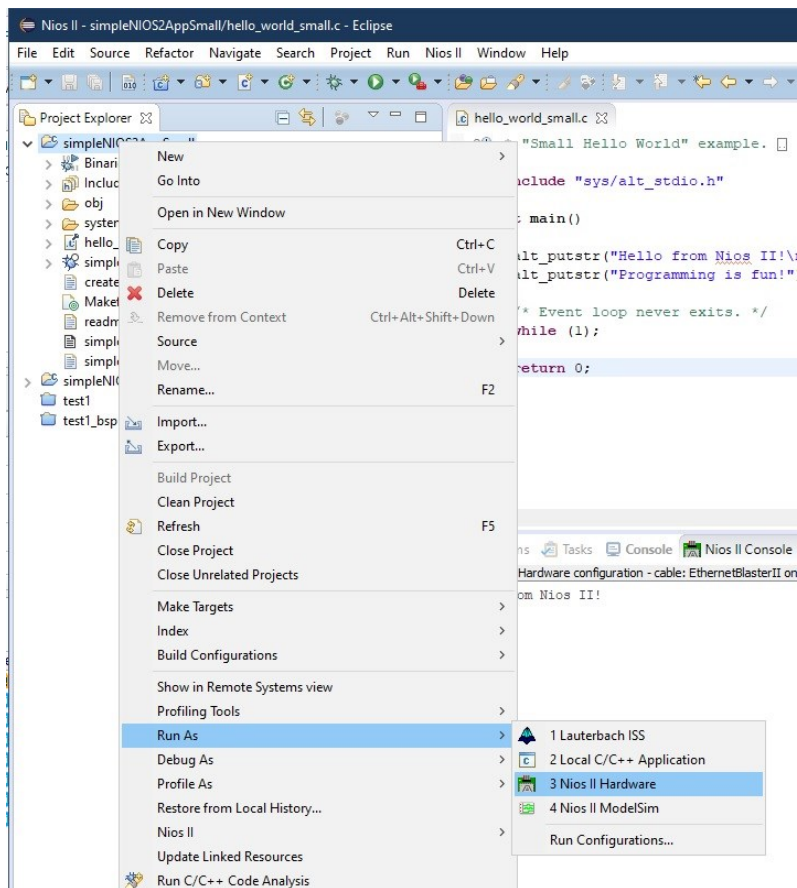 Nios II - simpleNIOS2AppSmall/hello_world_small.c - Eclipse
File Edit Source Refactor Navigate Search Project Run Nios II Window Help
Project Explorer
simpleNIOS2AppSmall
Binari
Includ
obj
system
hello_
simpl
create
Makef
readm
simpl
simpl
simpleNIO
test1
test1_bsp
New
Go Into
Open in New Window
Copy Ctrl+C
Paste Ctrl+V
Delete Delete
Remove from Context Ctrl+Alt+Shift+Down
Source
Move...
Rename... F2
Import...
Export...
Build Project
Clean Project
Refresh F5
Close Project
Close Unrelated Projects
Make Targets
Index
Build Configurations
Show in Remote Systems view
Profiling Tools
Run As
Debug As
Profile As
Restore from Local History...
Nios II
Update Linked Resources
Run C/C++ Code Analysis
1 Lauterbach ISS
2 Local C/C++ Application
3 Nios II Hardware
4 Nios II ModelSim
Run Configurations...
hello_world_small.c
"Small Hello World" example.
nclude "sys/alt_stdio.h"
t main()
alt_putstr("Hello from Nios II!\n
alt_putstr("Programming is fun!"
/* Event loop never exits. */
while (1);
return 0;
ns Tasks Console Nios II Console
Hardware configuration - cable: EthernetBlasterII on
om Nios II!